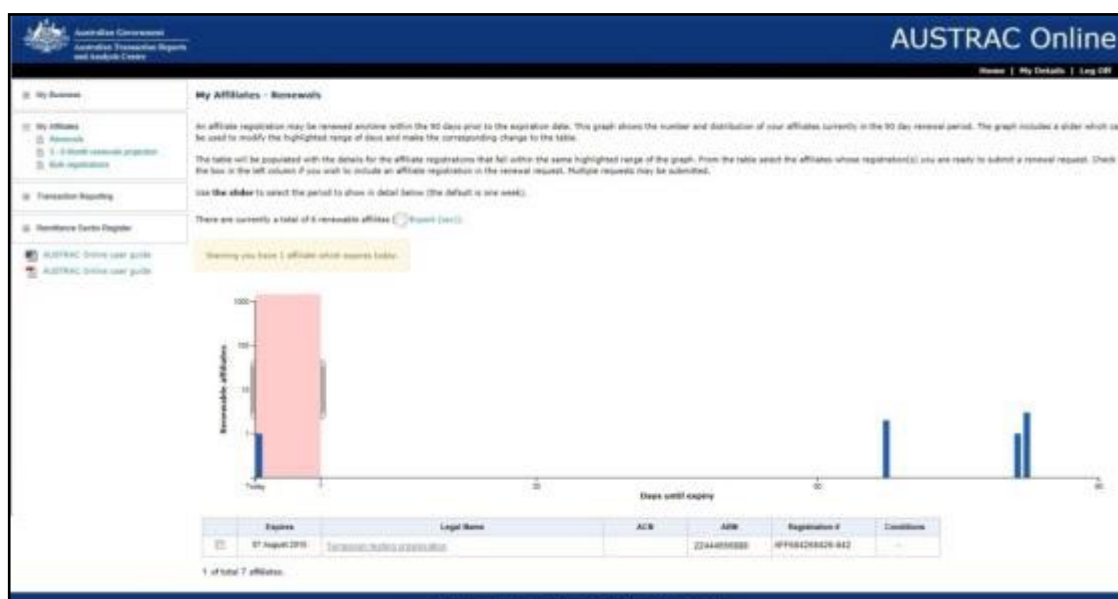 Australian Government
Australian Transaction Reports
and Analysis Centre
AUSTRAC Online
Home | My Details | Log Off
My Business
My Affiliates
Renewals
Bulk registrations
Transaction Reporting
Remittance Sector Register
AUSTRAC Online user guide
AUSTRAC Online user guide
My Affiliates - Renewals
An affiliate registration may be renewed anytime within the 90 days prior to the expiration date. This graph shows the number and distribution of your affiliates currently in the 90 day renewal period. The graph includes a slider which
be used to modify the highlighted range of days and make the corresponding change to the table.
The table will be populated with the details for the affiliate registrations that fall within the same highlighted range of the graph. From the table select the affiliates whose registration(s) you are ready to submit a renewal request. Check
the box in the left column if you wish to include an affiliate registration in the renewal request. Multiple requests may be submitted.
Use the slider to select the period to show in detail below (the default is one week).
There are currently a total of 6 renewable affilites
Warning you have 1 affiliate which expires today.
Renewable affiliates
1000
100
10
1
Today
7
Days until expiry
Expires Legal Name ACN ABN Registration # Conditions
07 August
1 of total 7 affiliates.